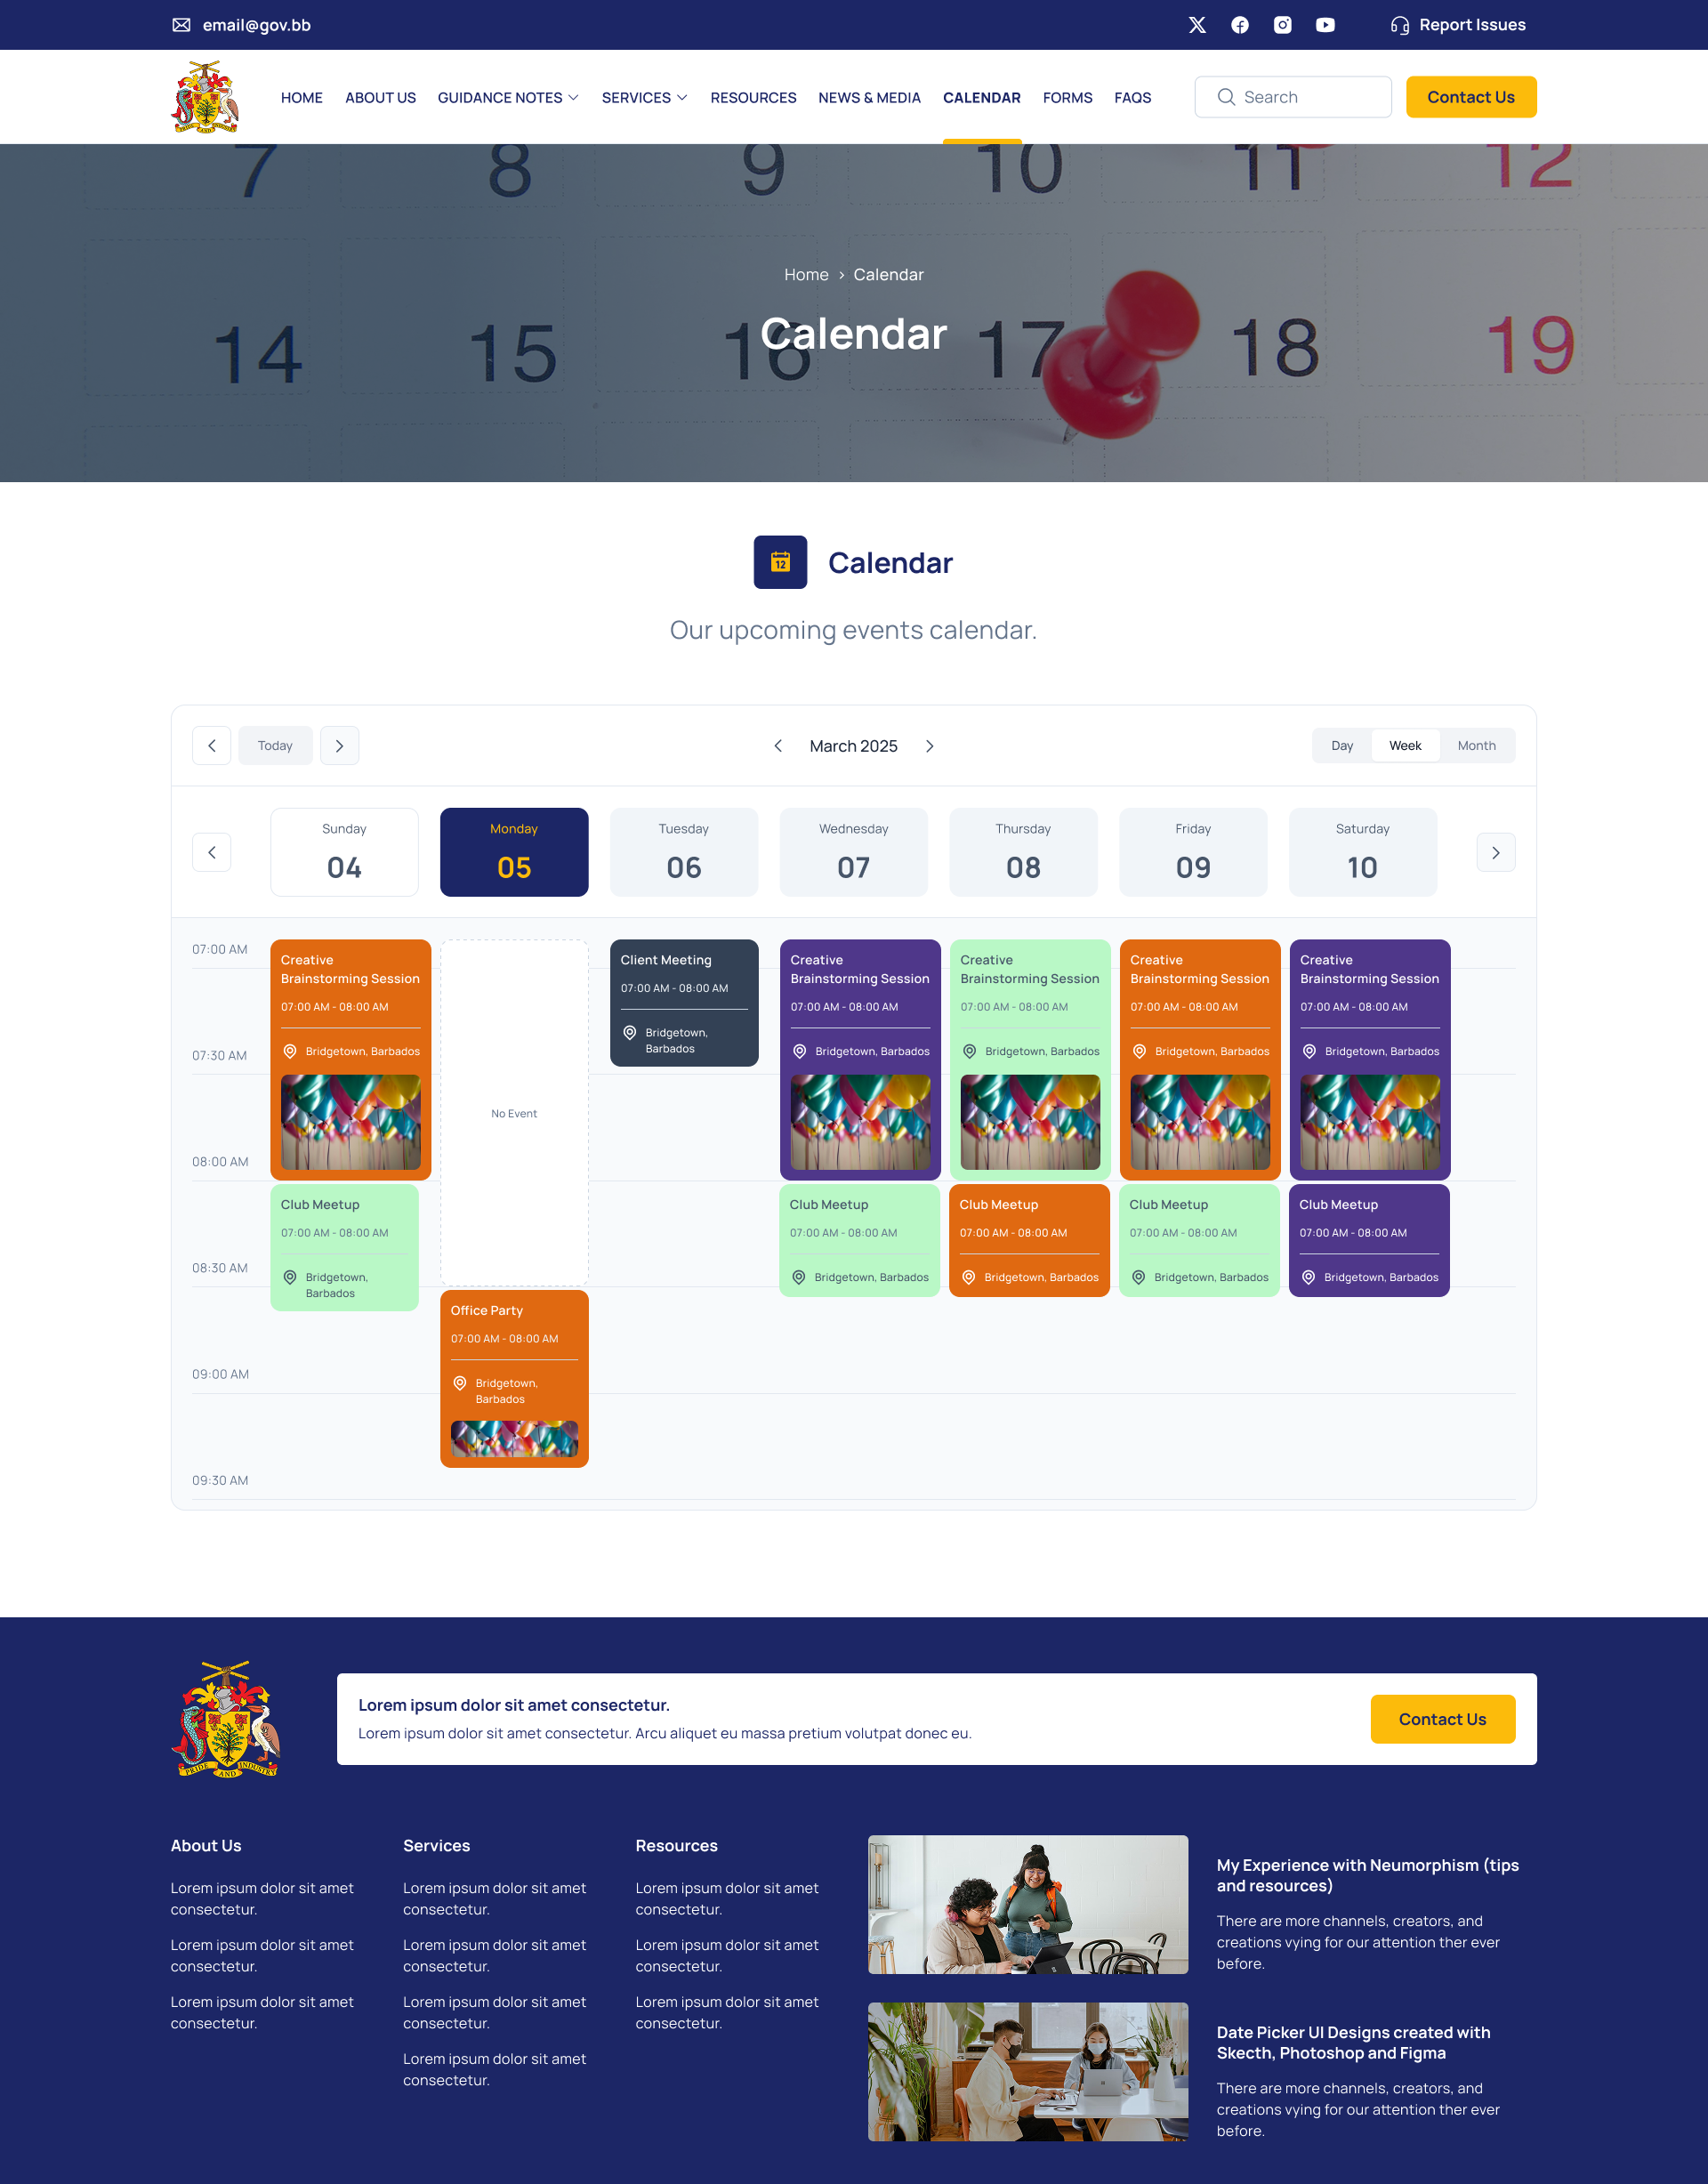 email@gov.bb
Report Issues
HOME
ABOUT US
GUIDANCE NOTES
SERVICES
RESOURCES
NEWS & MEDIA
CALENDAR
FORMS
FAQS
Search
Contact Us
7 8 9 10 11 12
Home > Calendar
14 15 16 17 18 19
Calendar
12
Calendar
Our upcoming events calendar.
Today
March 2025
Day
Week
Month
Sunday
04
Monday
05
Tuesday
06
Wednesday
07
Thursday
08
Friday
09
Saturday
10
07:00 AM
07:30 AM
08:00 AM
08:30 AM
09:00 AM
09:30 AM
Creative
Brainstorming Session
07:00 AM - 08:00 AM
Bridgetown, Barbados
Club Meetup
07:00 AM - 08:00 AM
Bridgetown,
Barbados
No Event
Office Party
07:00 AM - 08:00 AM
Bridgetown,
Barbados
Client Meeting
07:00 AM - 08:00 AM
Bridgetown,
Barbados
Creative
Brainstorming Session
07:00 AM - 08:00 AM
Bridgetown, Barbados
Club Meetup
07:00 AM - 08:00 AM
Bridgetown, Barbados
Creative
Brainstorming Session
07:00 AM - 08:00 AM
Bridgetown, Barbados
Club Meetup
07:00 AM - 08:00 AM
Bridgetown, Barbados
Creative
Brainstorming Session
07:00 AM - 08:00 AM
Bridgetown, Barbados
Club Meetup
07:00 AM - 08:00 AM
Bridgetown, Barbados
Creative
Brainstorming Session
07:00 AM - 08:00 AM
Bridgetown, Barbados
Club Meetup
07:00 AM - 08:00 AM
Bridgetown, Barbados
PRIDE AND INDUSTRY
Lorem ipsum dolor sit amet consectetur.
Lorem ipsum dolor sit amet consectetur. Arcu aliquet eu massa pretium volutpat donec eu.
Contact Us
About Us
Lorem ipsum dolor sit amet
consectetur.
Lorem ipsum dolor sit amet
consectetur.
Lorem ipsum dolor sit amet
consectetur.
Services
Lorem ipsum dolor sit amet
consectetur.
Lorem ipsum dolor sit amet
consectetur.
Lorem ipsum dolor sit amet
consectetur.
Lorem ipsum dolor sit amet
consectetur.
Resources
Lorem ipsum dolor sit amet
consectetur.
Lorem ipsum dolor sit amet
consectetur.
Lorem ipsum dolor sit amet
consectetur.
My Experience with Neumorphism (tips
and resources)
There are more channels, creators, and
creations vying for our attention ther ever
before.
Date Picker UI Designs created with
Skecth, Photoshop and Figma
There are more channels, creators, and
creations vying for our attention ther ever
before.